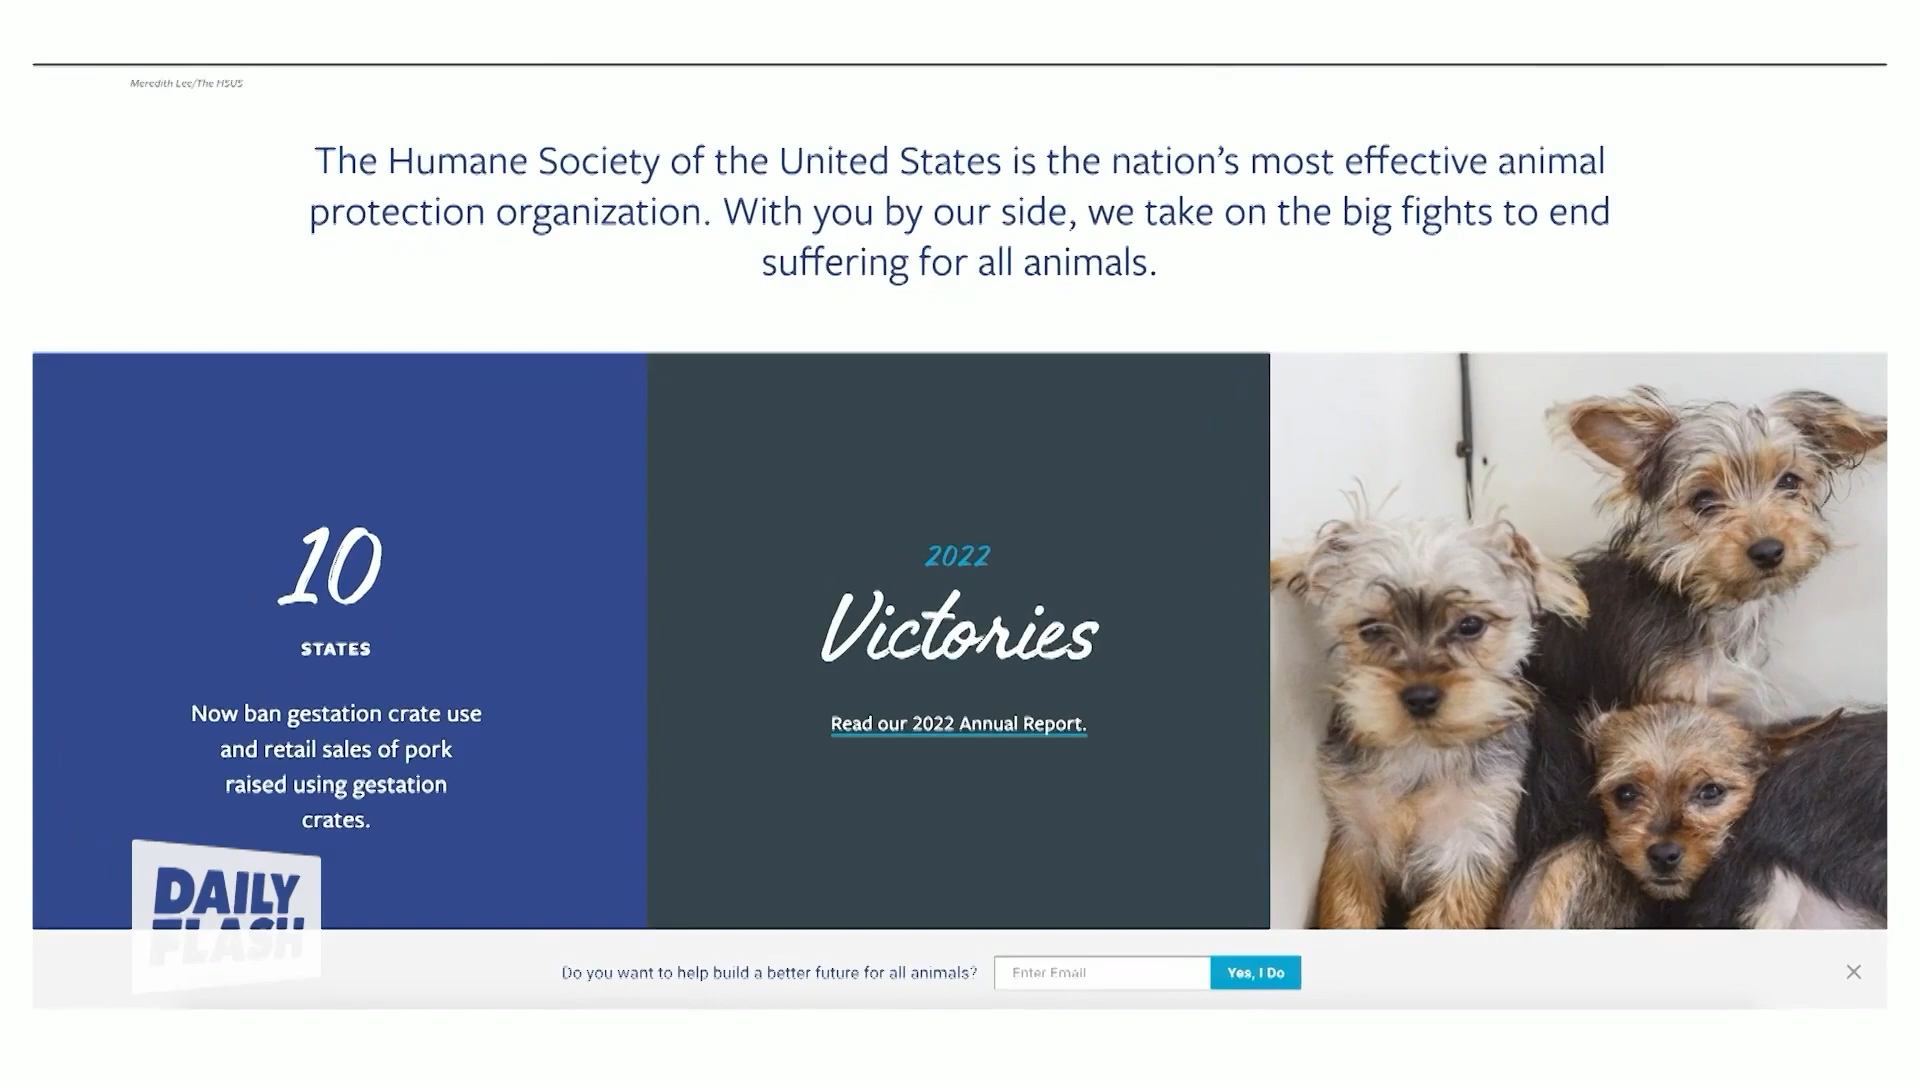 Meredith Lee/The HSUS
The Humane Society of the United States is the nation's most effective animal
protection organization. With you by our side, we take on the big fights to end
suffering for all animals.
10
STATES
Now ban gestation crate use
and retail sales of pork
raised using gestation
crates.
2022
Victories
Read our 2022 Annual Report.
DAILY
FLASH
Do you want to help build a better future for all animals?
Enter Email
Yes, I Do